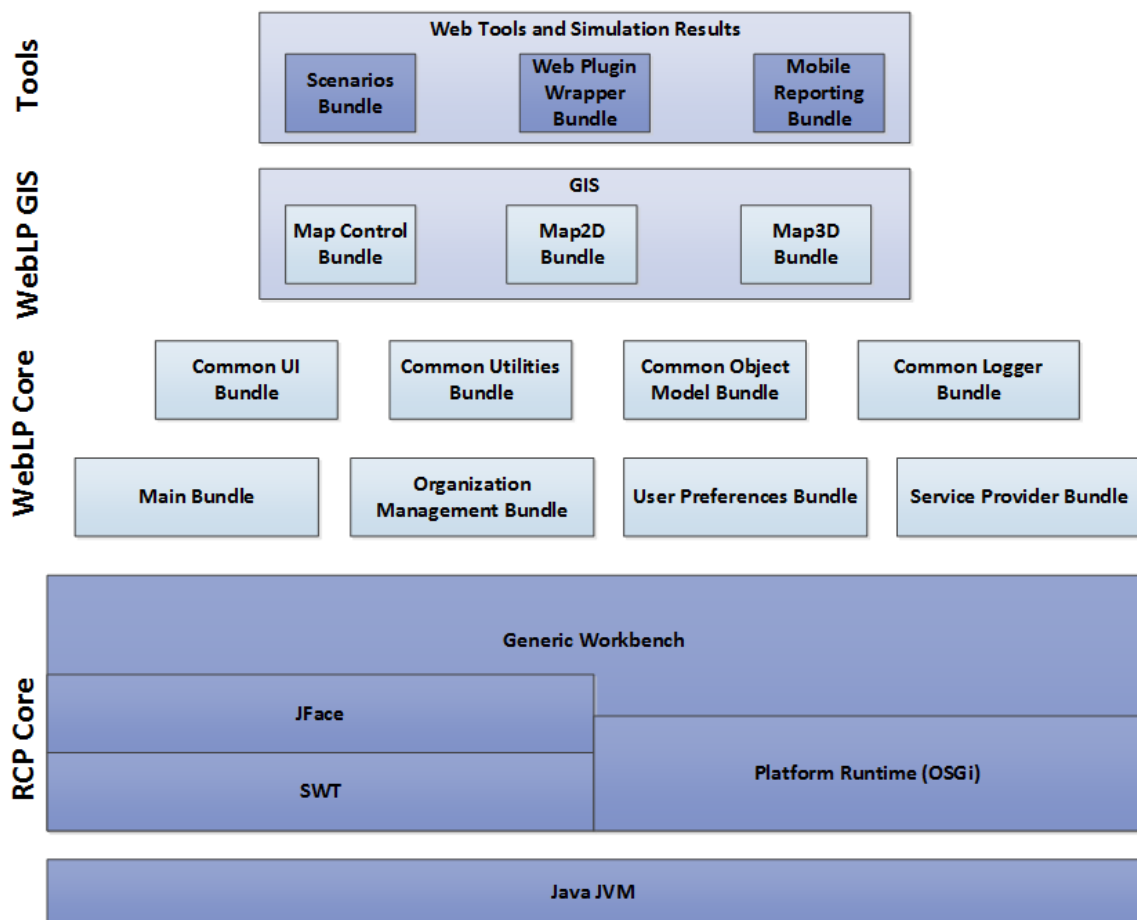 Tools
Web Tools and Simulation Results
Scenarios
Bundle
Web Plugin
Wrapper
Bundle
Mobile
Reporting
Bundle
WebLP GIS
GIS
Map Control
Bundle
Map2D
Bundle
Map3D
Bundle
WebLP Core
Common UI
Bundle
Common Utilities
Bundle
Common Object
Model Bundle
Common Logger
Bundle
Main Bundle
Organization
Management Bundle
User Preferences Bundle
Service Provider Bundle
RCP Core
Generic Workbench
JFace
SWT
Platform Runtime (OSGi)
Java JVM